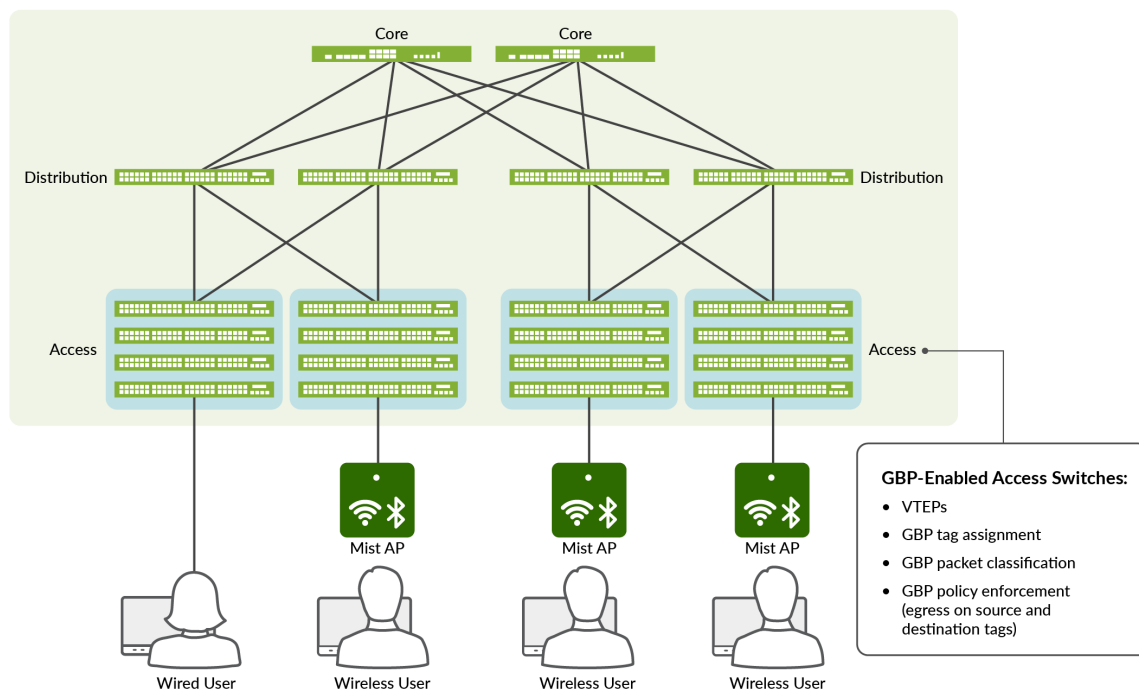 Core
Core
Distribution
Distribution
Access
Access
GBP-Enabled Access Switches:
• VTEPs
• GBP tag assignment
• GBP packet classification
• GBP policy enforcement
(egress on source and
destination tags)
Mist AP
Mist AP
Mist AP
Wired User
Wireless User
Wireless User
Wireless User